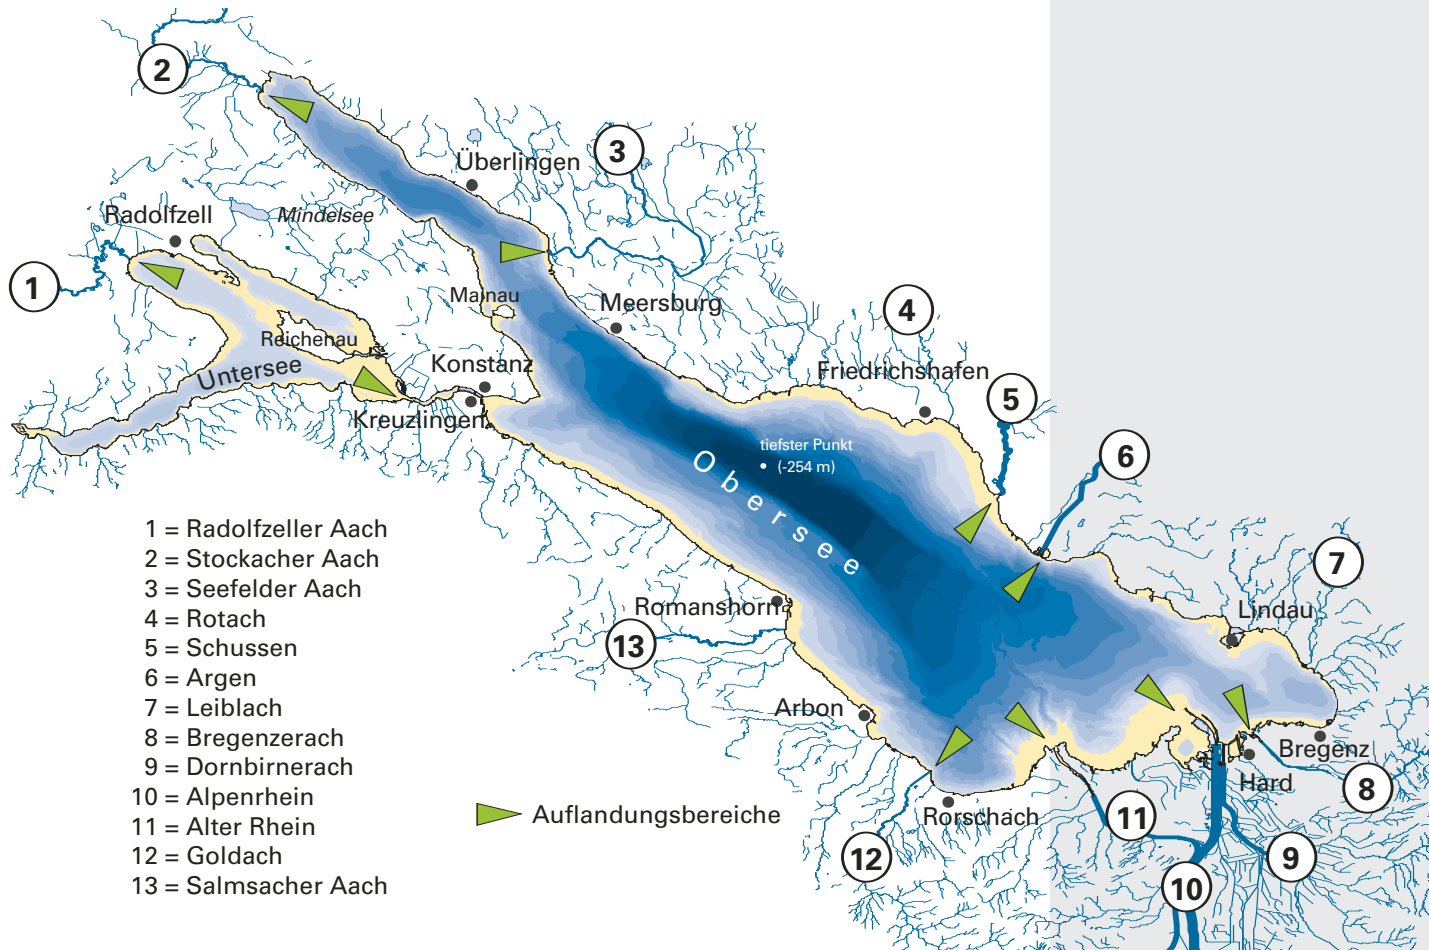 2
Überlingen
3
Radolfzell
Mindelsee
1
Mainau
Meersburg
4
Reichenau
Konstanz
Untersee
Friedrichshafen
5
Kreuzlingen
tiefster Punkt
(-254 m)
6
Obersee
7
Romanshorn
Lindau
13
Arbon
Bregenz
Hard
8
Rorschach
11
12
9
10
1 = Radolfzeller Aach
2 = Stockacher Aach
3 = Seefelder Aach
4 = Rotach
5 = Schussen
6 = Argen
7 = Leiblach
8 = Bregenzerach
9 = Dornbirnerach
10 = Alpenrhein
11 = Alter Rhein
12 = Goldach
13 = Salmsacher Aach
Auflandungsbereiche